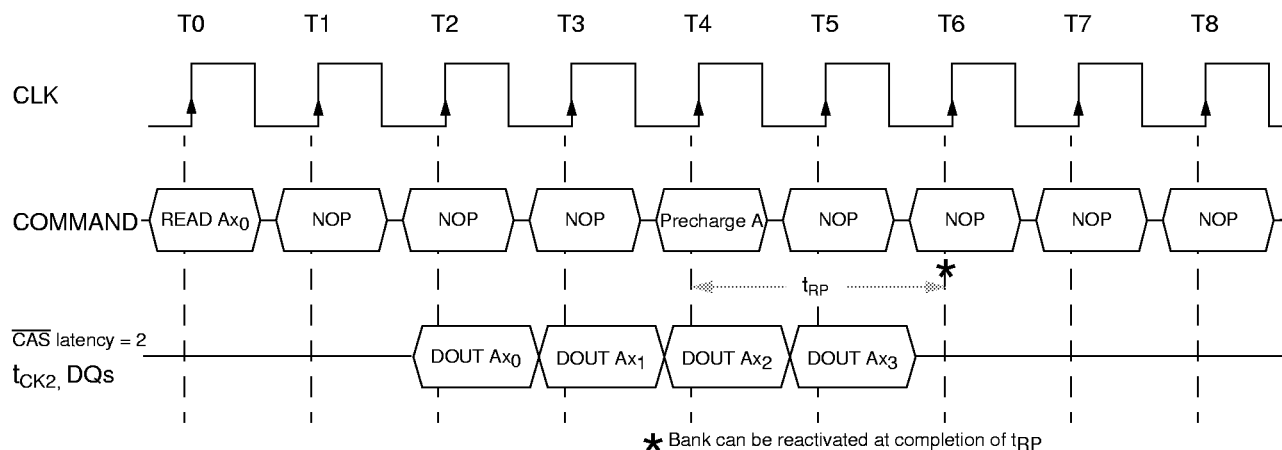 T0 T1 T2 T3 T4 T5 T6 T7 T8
CLK
COMMAND READ Ax0 NOP NOP NOP Precharge A NOP NOP NOP NOP
*
tRP
CAS latency = 2
DOUT Ax0 DOUT Ax1 DOUT Ax2 DOUT Ax3
tCK2, DQs
* Bank can be reactivated at completion of tRP